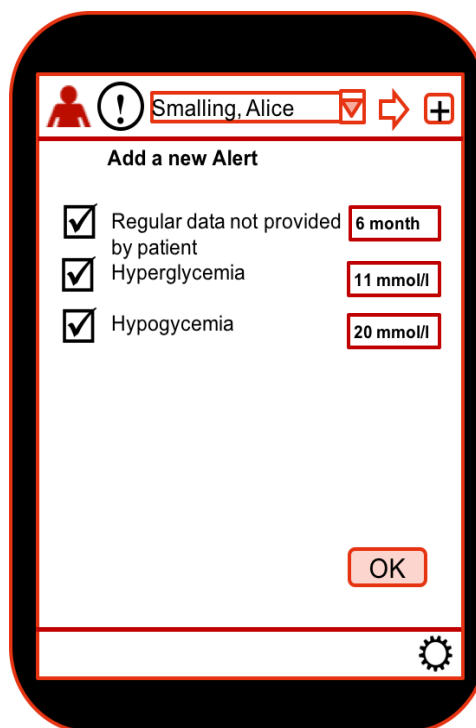 Smalling, Alice
Add a new Alert
Regular data not provided 6 month
by patient
Hyperglycemia 11 mmol/l
Hypogycemia 20 mmol/l
OK